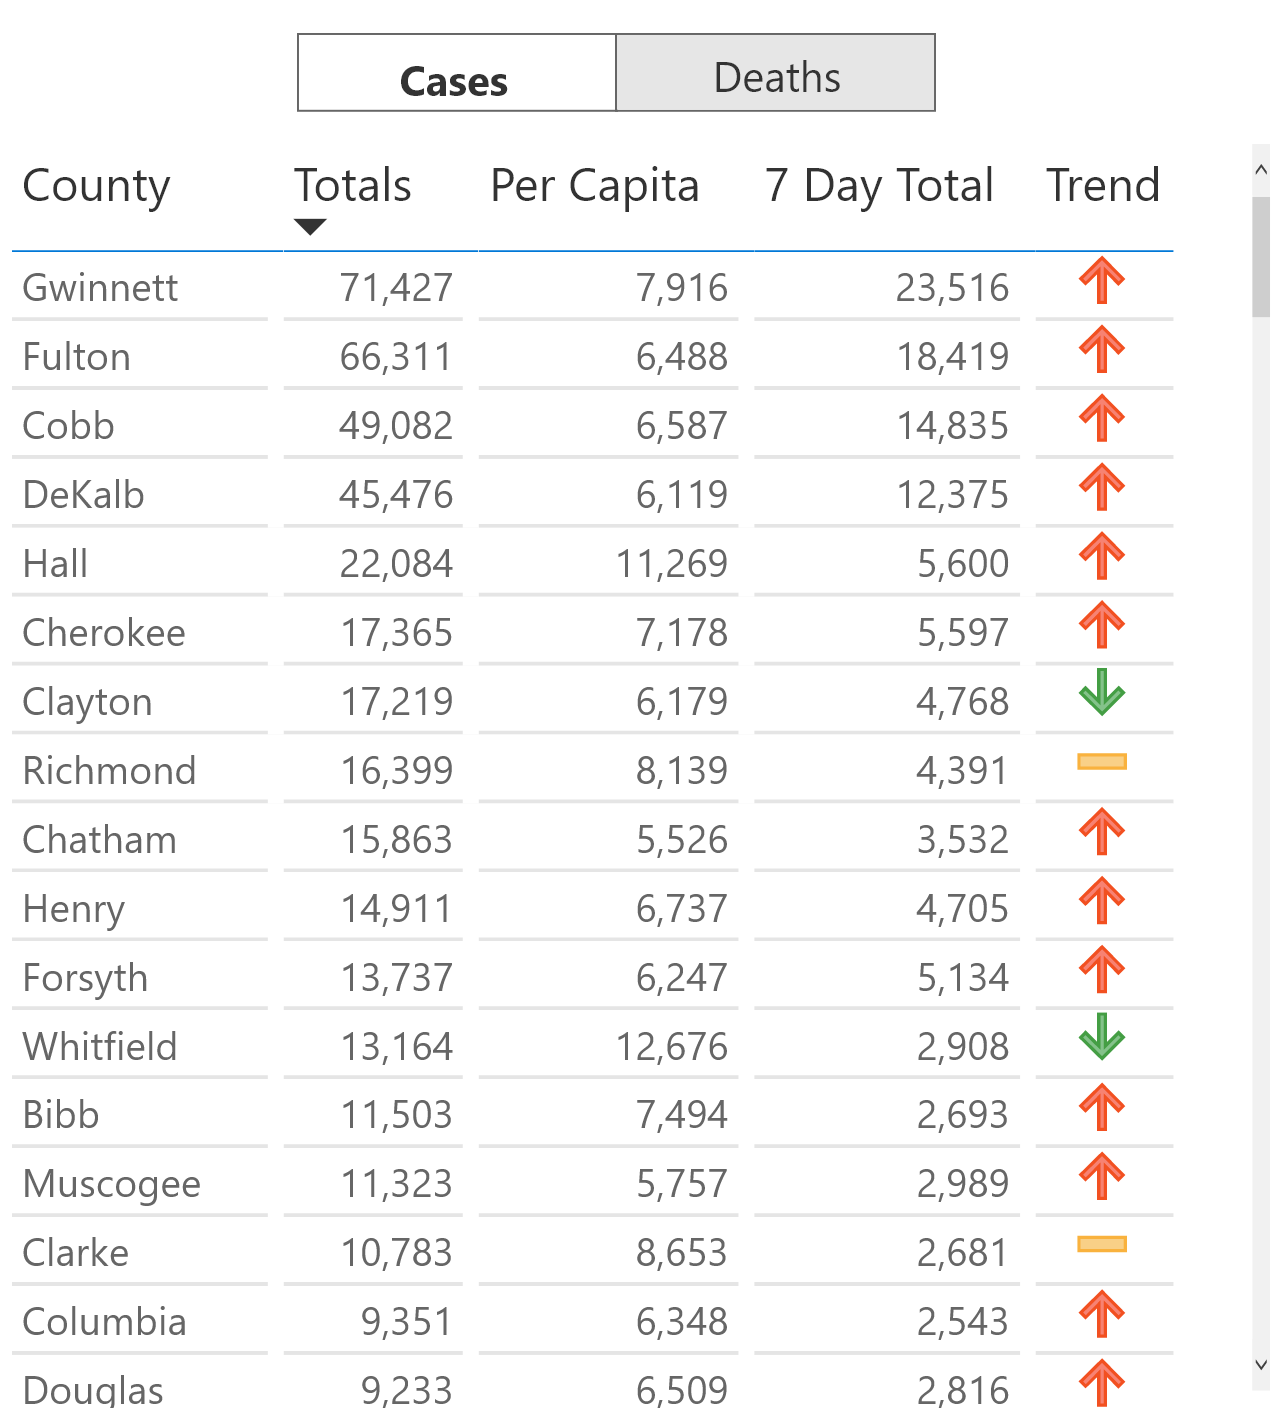 Cases Deaths
County Totals Per Capita 7 Day Total Trend
Gwinnett 71,427 7,916 23,516
Fulton 66,311 6,488 18,419
Cobb 49,082 6,587 14,835
DeKalb 45,476 6,119 12,375
Hall 22,084 11,269 5,600
Cherokee 17,365 7,178 5,597
Clayton 17,219 6,179 4,768
Richmond 16,399 8,139 4,391
Chatham 15,863 5,526 3,532
Henry 14,911 6,737 4,705
Forsyth 13,737 6,247 5,134
Whitfield 13,164 12,676 2,908
Bibb 11,503 7,494 2,693
Muscogee 11,323 5,757 2,989
Clarke 10,783 8,653 2,681
Columbia 9,351 6,348 2,543
Douglas 9,233 6,509 2,816